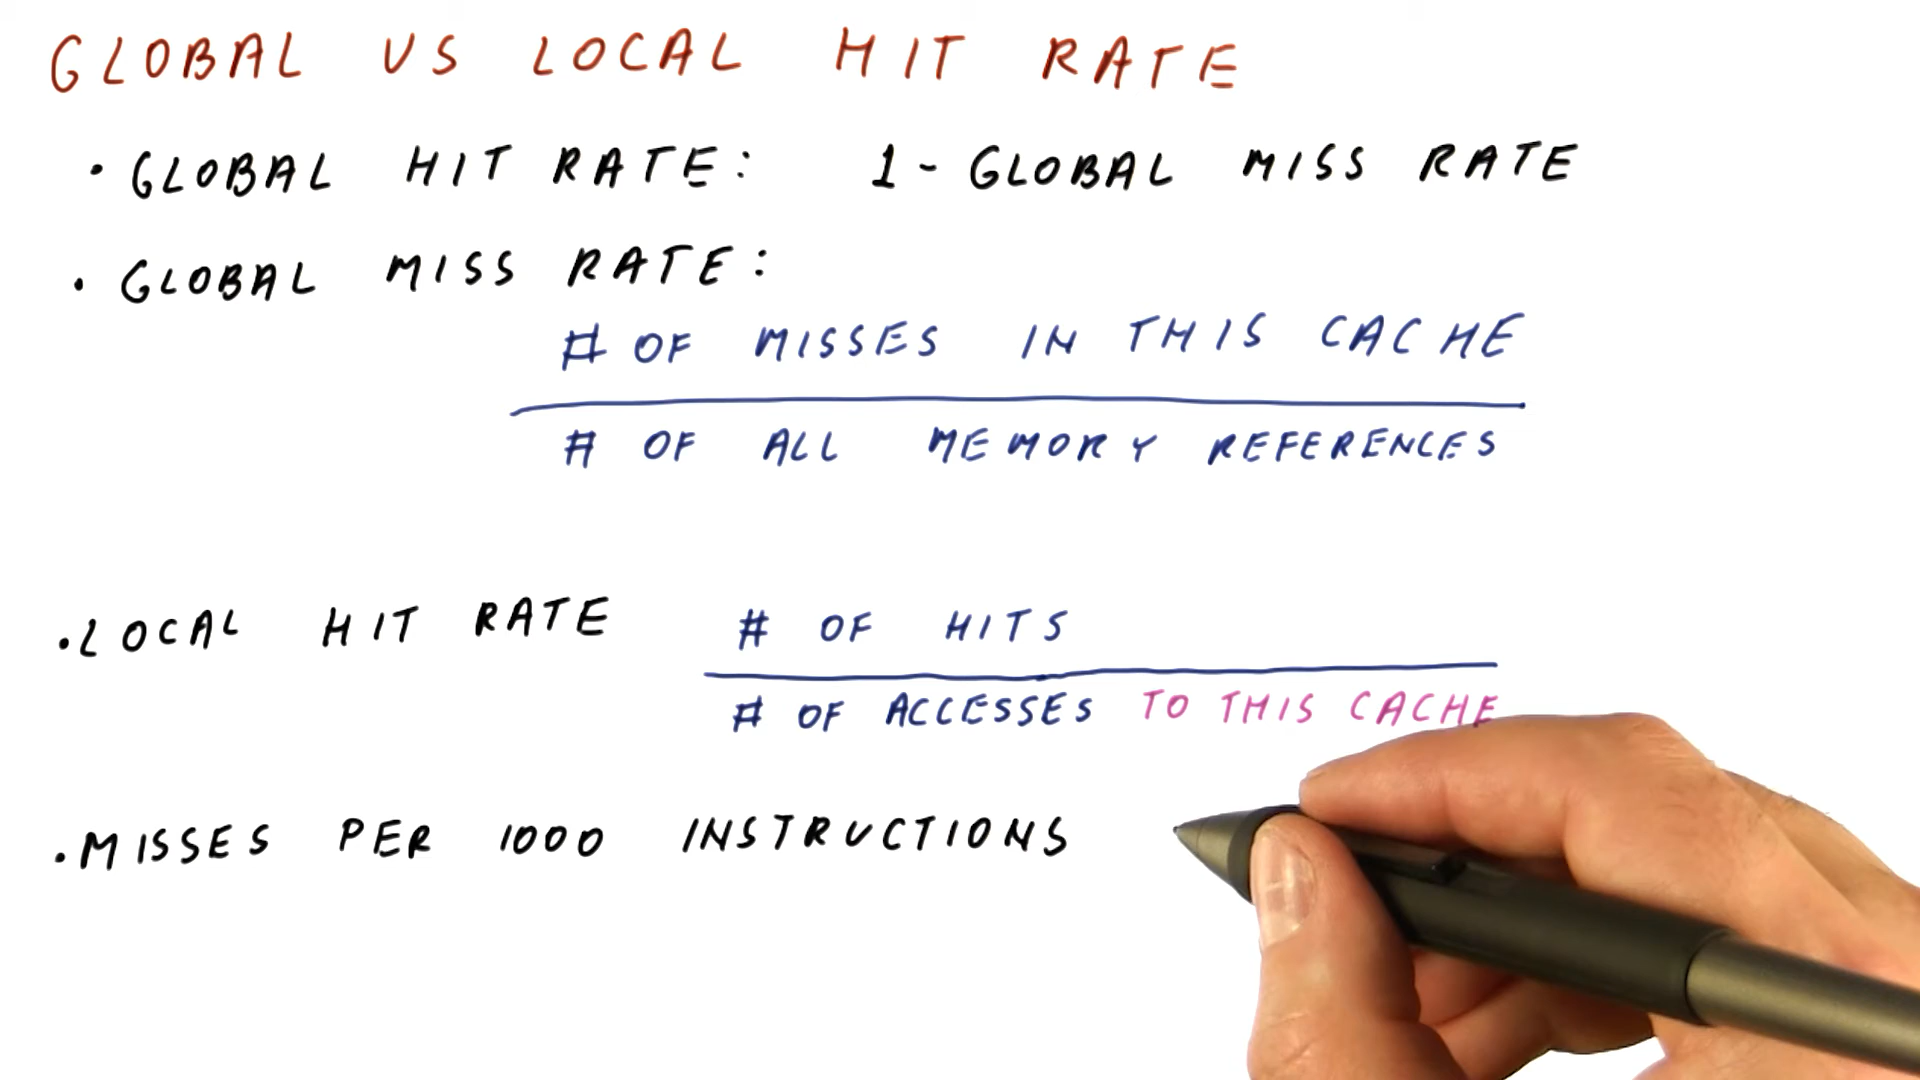 GLOBAL VS LOCAL HIT RATE
• GLOBAL HIT RATE: 1 - GLOBAL MISS RATE
• GLOBAL MISS RATE:
# OF MISSES IN THIS CACHE
# OF ALL MEMORY REFERENCES
• LOCAL HIT RATE
# OF HITS
# OF ACCESSES TO THIS CACHE
• MISSES PER 1000 INSTRUCTIONS